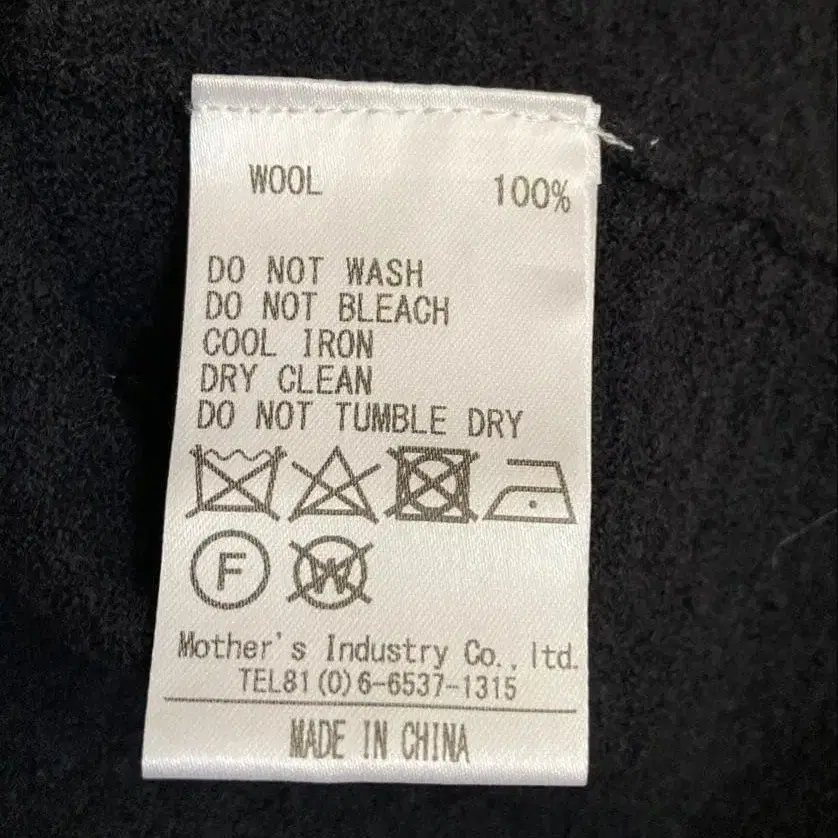 WOOL 100%
DO NOT WASH
DO NOT BLEACH
COOL IRON
DRY CLEAN
DO NOT TUMBLE DRY
F W
Mother's Industry Co., ltd.
TEL81(0)6-6537-1315
MADE IN CHINA